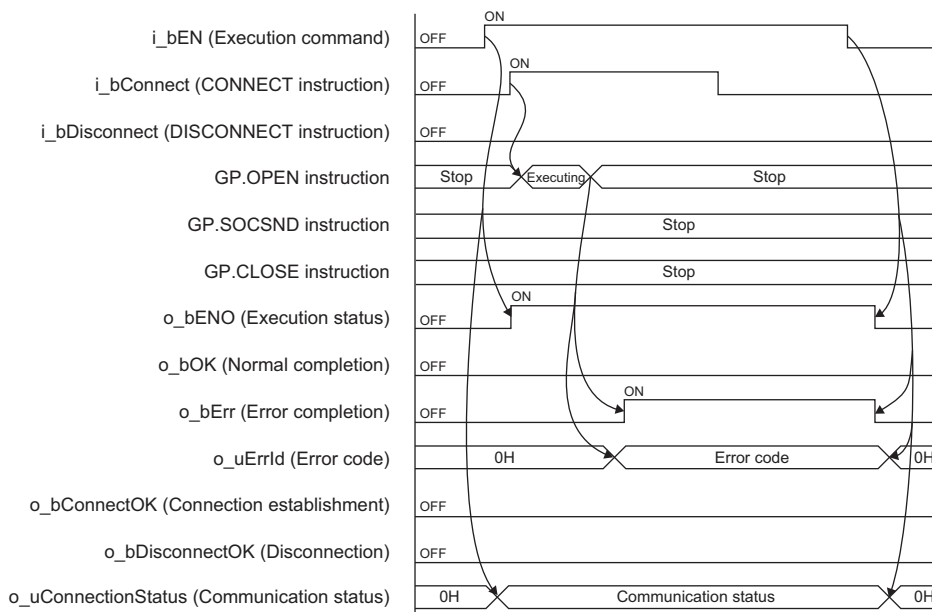 ON
i_bEN (Execution command) OFF
ON
i_bConnect (CONNECT instruction) OFF
i_bDisconnect (DISCONNECT instruction) OFF
GP.OPEN instruction Stop Executing Stop
GP.SOCSND instruction Stop
GP.CLOSE instruction Stop
ON
o_bENO (Execution status) OFF
o_bOK (Normal completion) OFF
ON
o_bErr (Error completion) OFF
o_uErrId (Error code) 0H Error code 0H
o_bConnectOK (Connection establishment) OFF
o_bDisconnectOK (Disconnection) OFF
o_uConnectionStatus (Communication status) 0H Communication status 0H